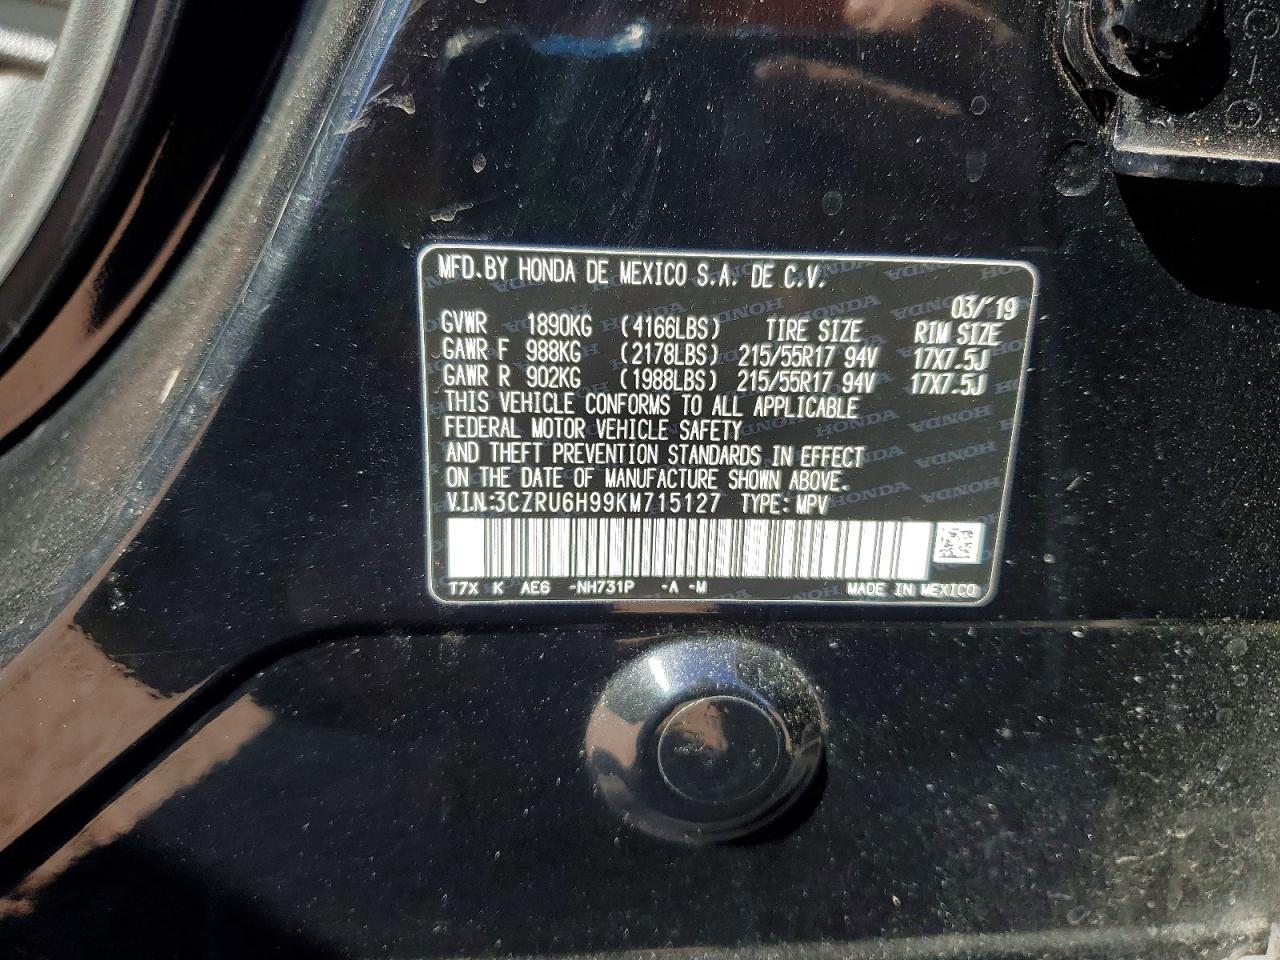 MFD.BY HONDA DE MEXICO S.A. DE C.V.
03/'19
GVWR 1890KG (4166LBS) TIRE SIZE RIM SIZE
GAWR F 988KG (2178LBS) 215/55R17 94V 17X7.5J
GAWR R 902KG (1988LBS) 215/55R17 94V 17X7.5J
THIS VEHICLE CONFORMS TO ALL APPLICABLE
FEDERAL MOTOR VEHICLE SAFETY
AND THEFT PREVENTION STANDARDS IN EFFECT
ON THE DATE OF MANUFACTURE SHOWN ABOVE.
V.I.N:3CZRU6H99KM715127 TYPE: MPV
T7X K AE6 -NH731P -A -M MADE IN MEXICO